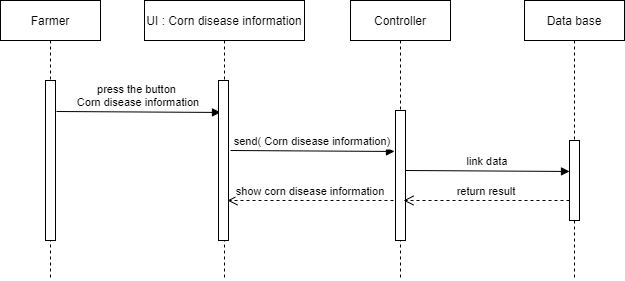 Farmer
UI : Corn disease information
Controller
Data base
press the button
Corn disease information
send( Corn disease information)
link data
show corn disease information
return result